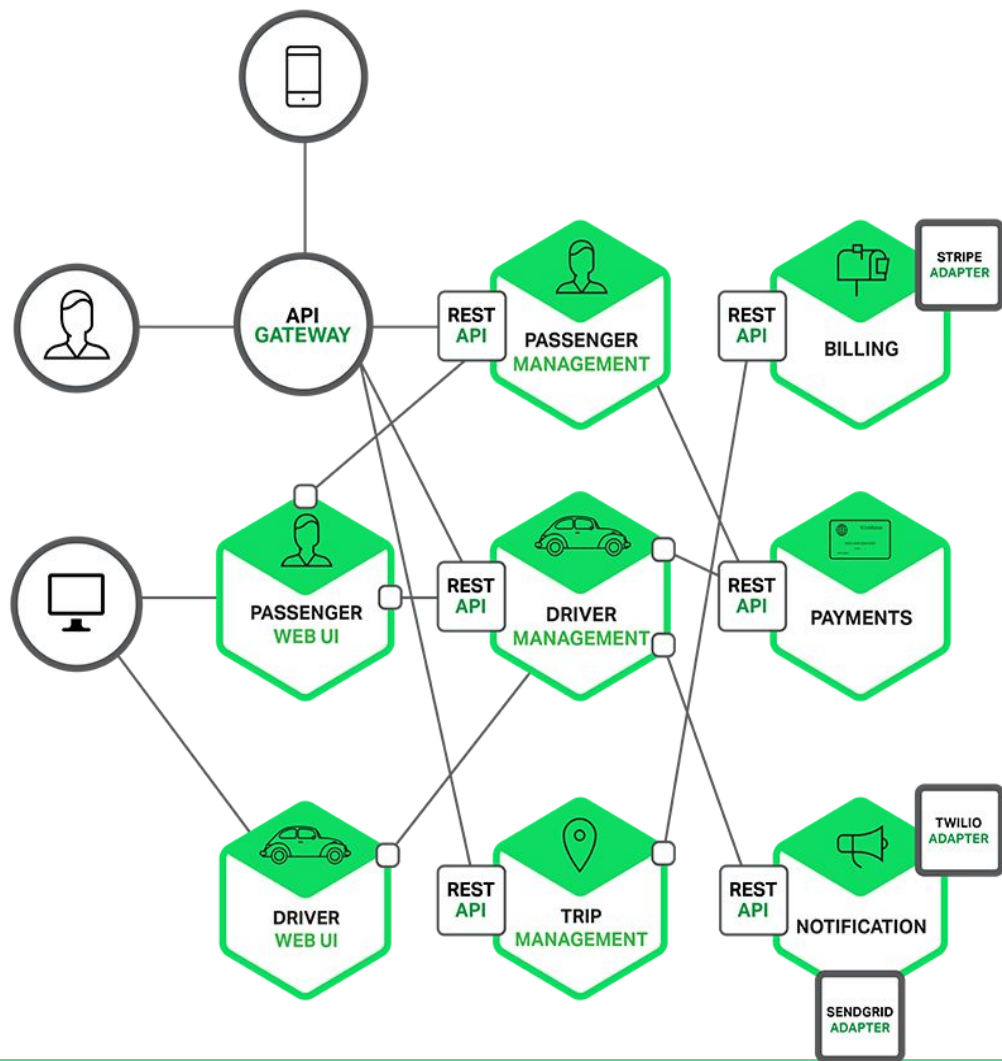 API
GATEWAY
REST
API
PASSENGER
MANAGEMENT
REST
API
BILLING
STRIPE
ADAPTER
PASSENGER
WEB UI
REST
API
DRIVER
MANAGEMENT
REST
API
PAYMENTS
DRIVER
WEB UI
REST
API
TRIP
MANAGEMENT
REST
API
NOTIFICATION
TWILIO
ADAPTER
SENDGRID
ADAPTER